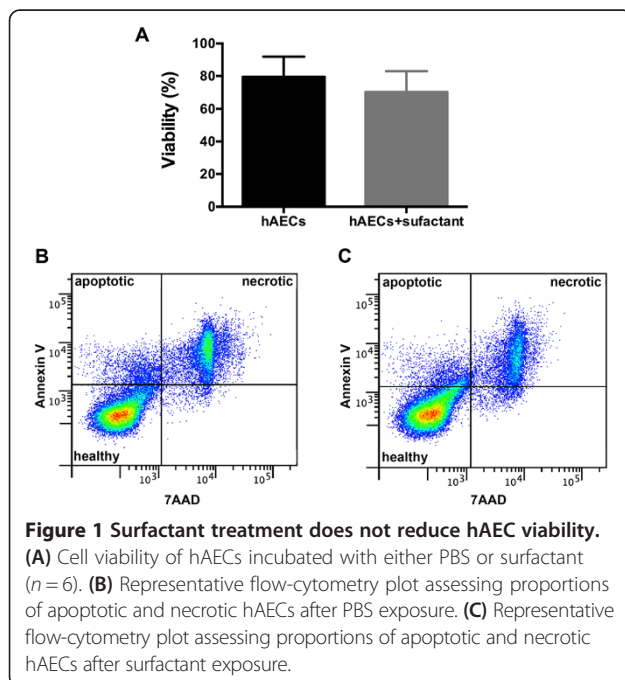 A
100
80
60
40
20
0
Viability (%)
hAECs
hAECs+sufactant
B
apoptotic
necrotic
10⁵
10⁴
10³
Annexin V
healthy
10³
10⁴
10⁵
7AAD
C
apoptotic
necrotic
10⁵
10⁴
10³
Annexin V
healthy
10³
10⁴
10⁵
7AAD
Figure 1 Surfactant treatment does not reduce hAEC viability.
(A) Cell viability of hAECs incubated with either PBS or surfactant
(n = 6). (B) Representative flow-cytometry plot assessing proportions
of apoptotic and necrotic hAECs after PBS exposure. (C) Representative
flow-cytometry plot assessing proportions of apoptotic and necrotic
hAECs after surfactant exposure.